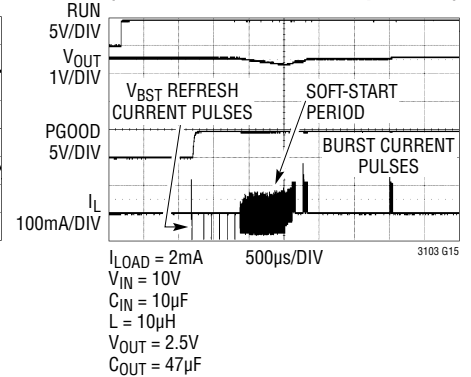 RUN
5V/DIV
VOUT
1V/DIV
VBST REFRESH
CURRENT PULSES
SOFT-START
PERIOD
PGOOD
5V/DIV
BURST CURRENT
PULSES
IL
100mA/DIV
ILOAD = 2mA
500µs/DIV
3103 G15
VIN = 10V
CIN = 10µF
L = 10µH
VOUT = 2.5V
COUT = 47µF